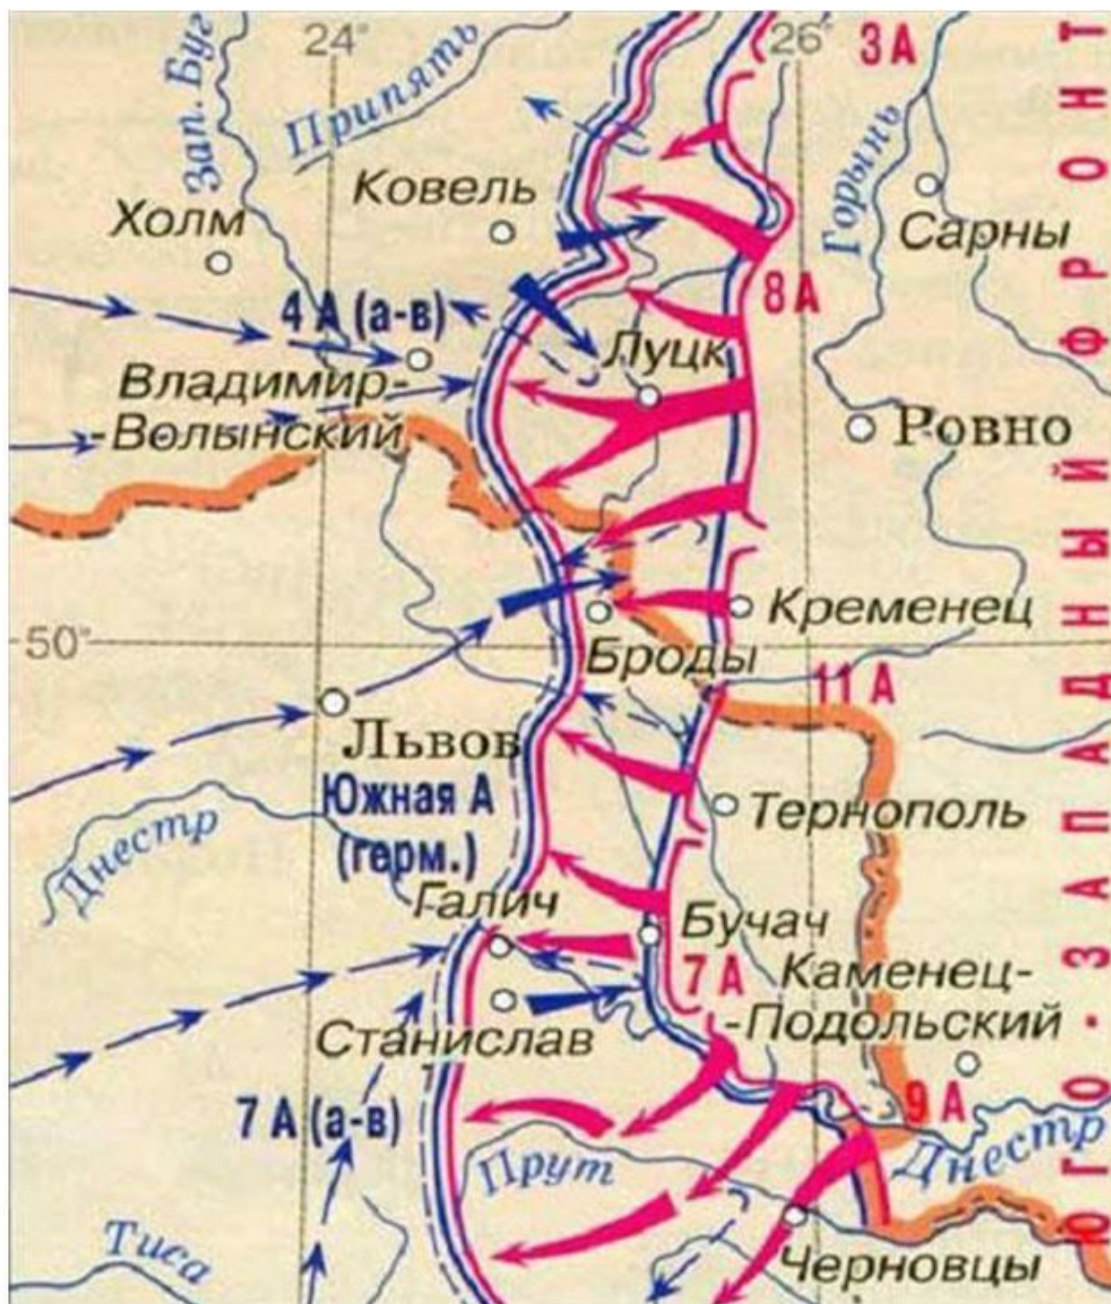 24°
26°
3 А
Зап. Буг
Припять
Горынь
Ковель
Холм
Сарны
4 А (а-в)
8 А
Луцк
Владимир-
-Волынский
Ровно
50°
Кременец
Броды
11 А
Львов
Южная А
(герм.)
Тернополь
Днестр
Галич
Бучач
7 А
Каменец-
-Подольский
Станислав
9 А
7 А (а-в)
Днестр
Прут
Тиса
Черновцы
ЮГО-ЗАПАДНЫЙ ФРОНТ